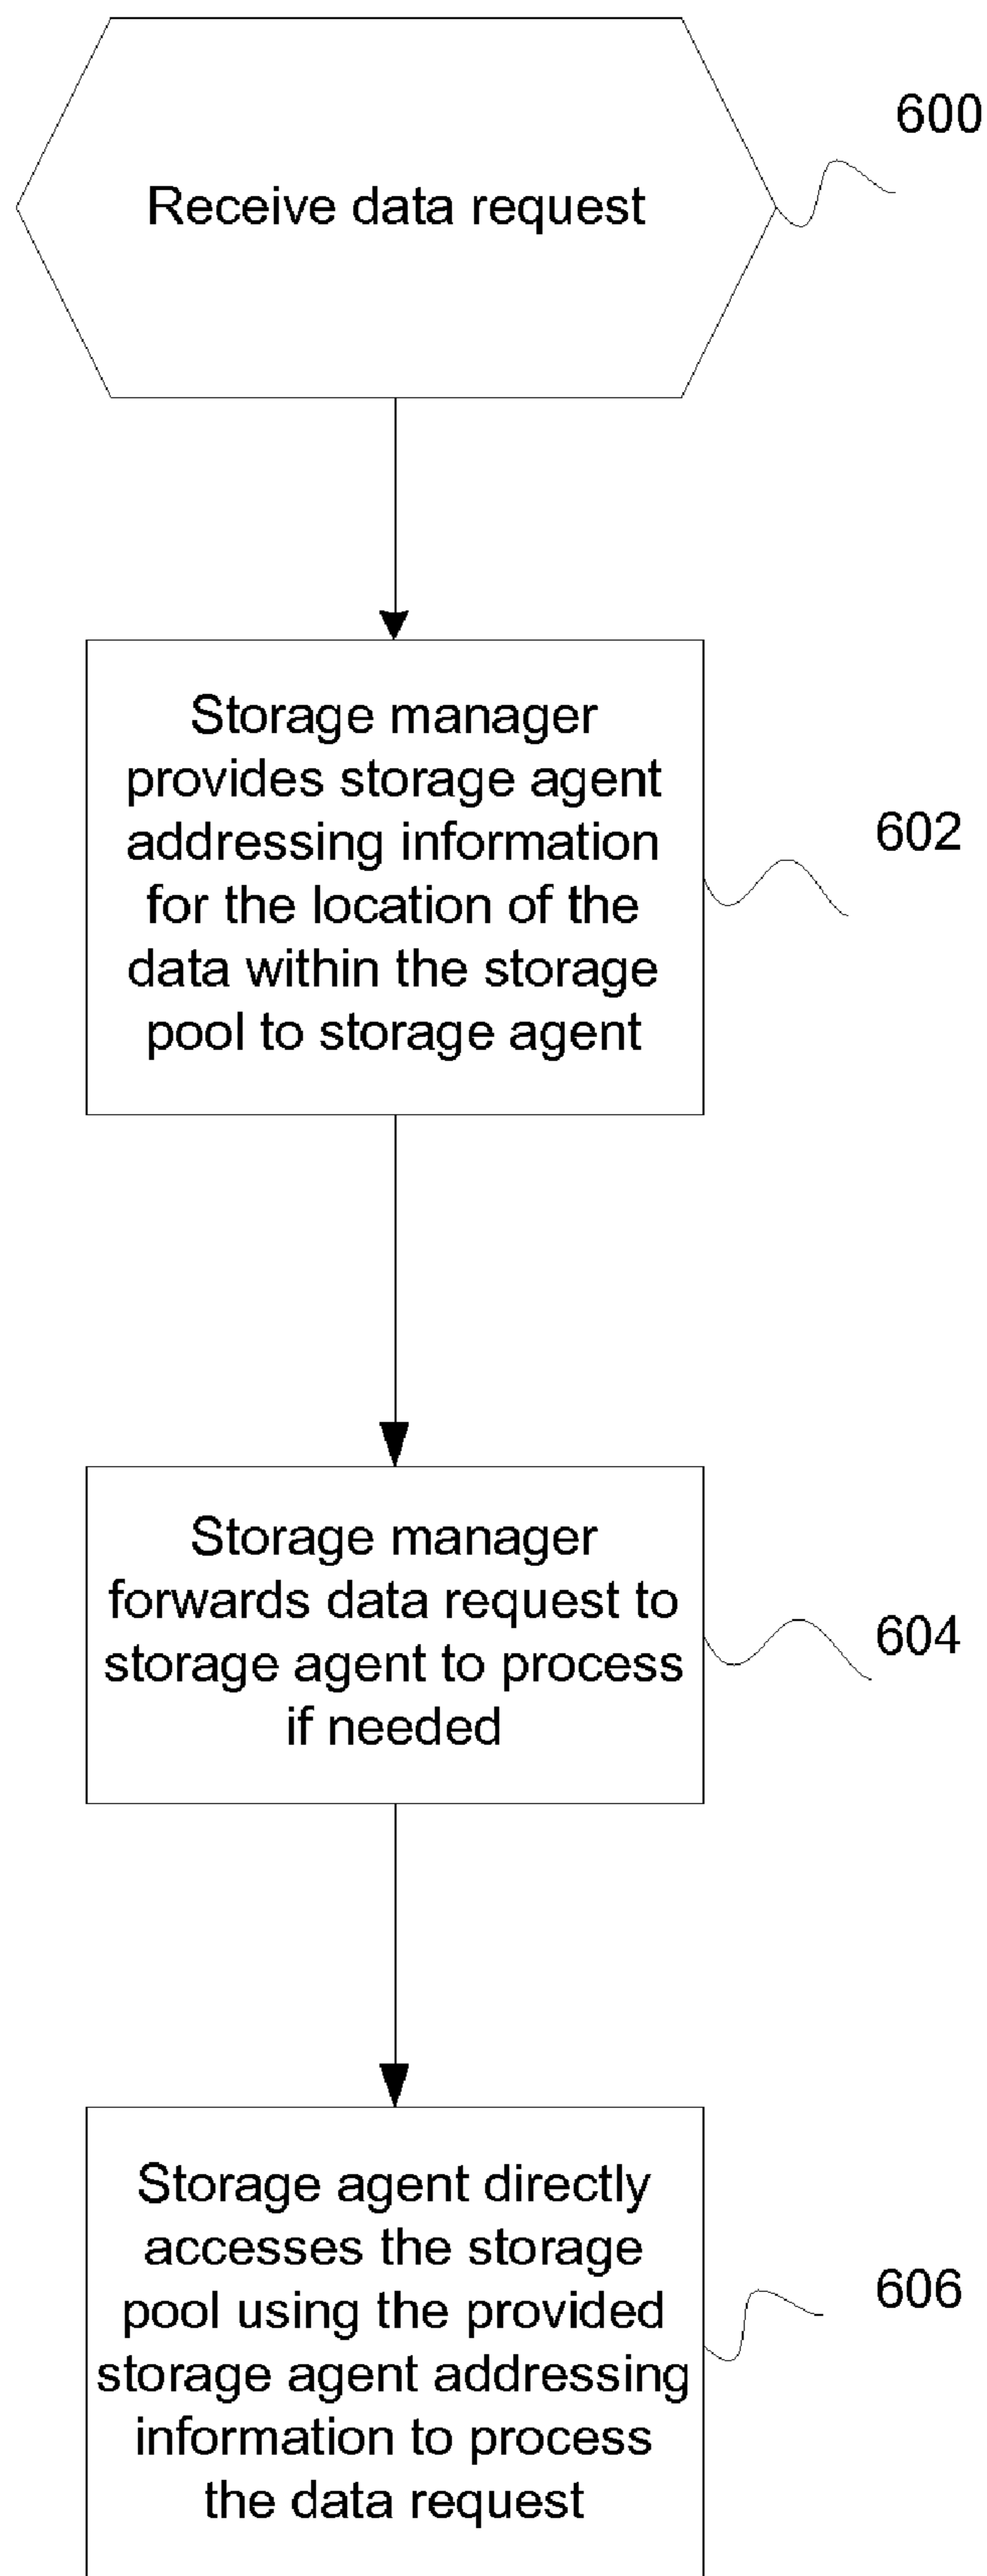 600
Receive data request
Storage manager
provides storage agent
addressing information
for the location of the
data within the storage
pool to storage agent
602
Storage manager
forwards data request to
storage agent to process
if needed
604
Storage agent directly
accesses the storage
pool using the provided
storage agent addressing
information to process
the data request
606